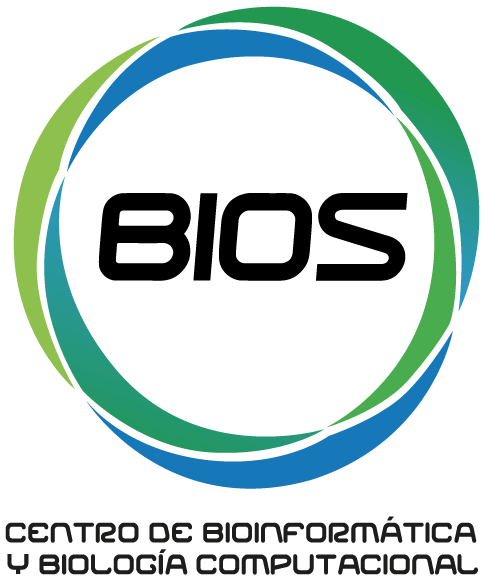 BIOS
CENTRO DE BIOINFORMÁTICA
Y BIOLOGÍA COMPUTACIONAL